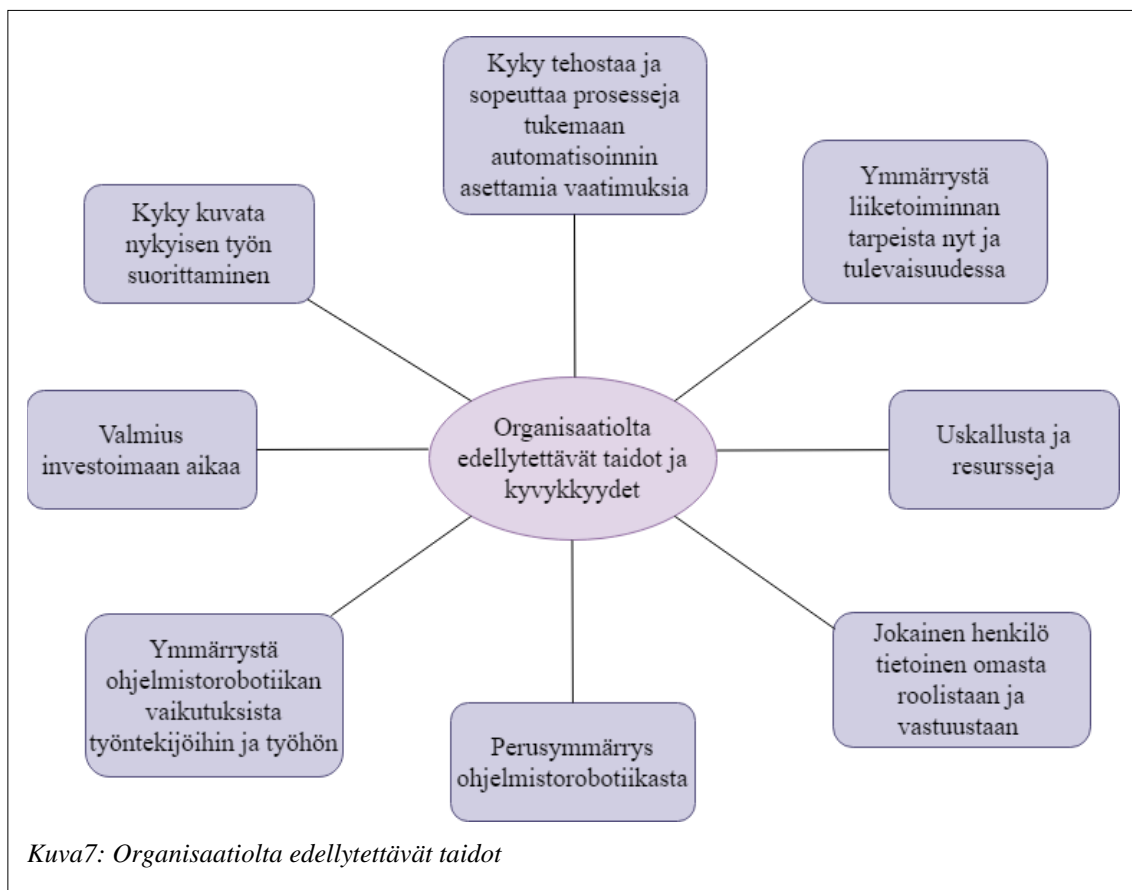 Kyky tehostaa ja
sopeuttaa prosesseja
tukemaan
automatisoinnin
asettamia vaatimuksia
Ymmärrystä
liiketoiminnan
tarpeista nyt ja
tulevaisuudessa
Kyky kuvata
nykyisen työn
suorittaminen
Organisaatiolta
edellytettävät taidot ja
kyvykkyydet
Valmius
investoimaan aikaa
Uskallusta ja
resursseja
Ymmärrystä
ohjelmistorobotiikan
vaikutuksista
työntekijöihin ja työhön
Perusymmärrys
ohjelmistorobotiikasta
Jokainen henkilö
tietoinen omasta
roolistaan ja
vastuustaan
Kuva7: Organisaatiolta edellytettävät taidot